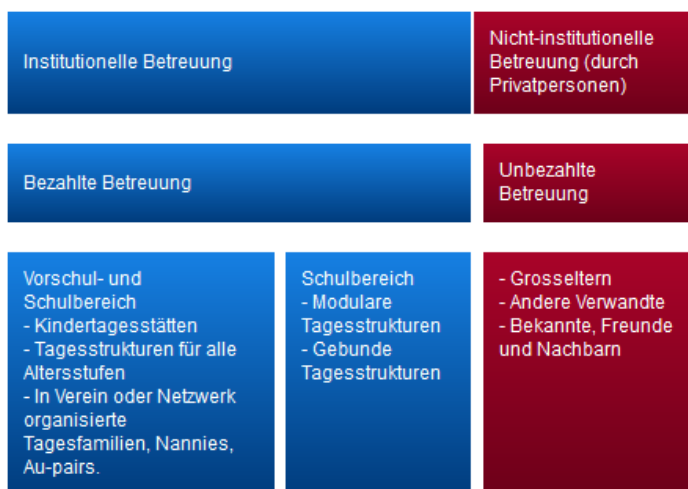 Institutionelle Betreuung
Nicht-institutionelle
Betreuung (durch
Privatpersonen)
Bezahlte Betreuung
Unbezahlte
Betreuung
Vorschul- und
Schulbereich
- Kindertagesstätten
- Tagesstrukturen für alle
Altersstufen
- In Verein oder Netzwerk
organisierte
Tagesfamilien, Nannies,
Au-pairs.
Schulbereich
- Modulare
Tagesstrukturen
- Gebunde
Tagesstrukturen
- Grosseltern
- Andere Verwandte
- Bekannte, Freunde
und Nachbarn